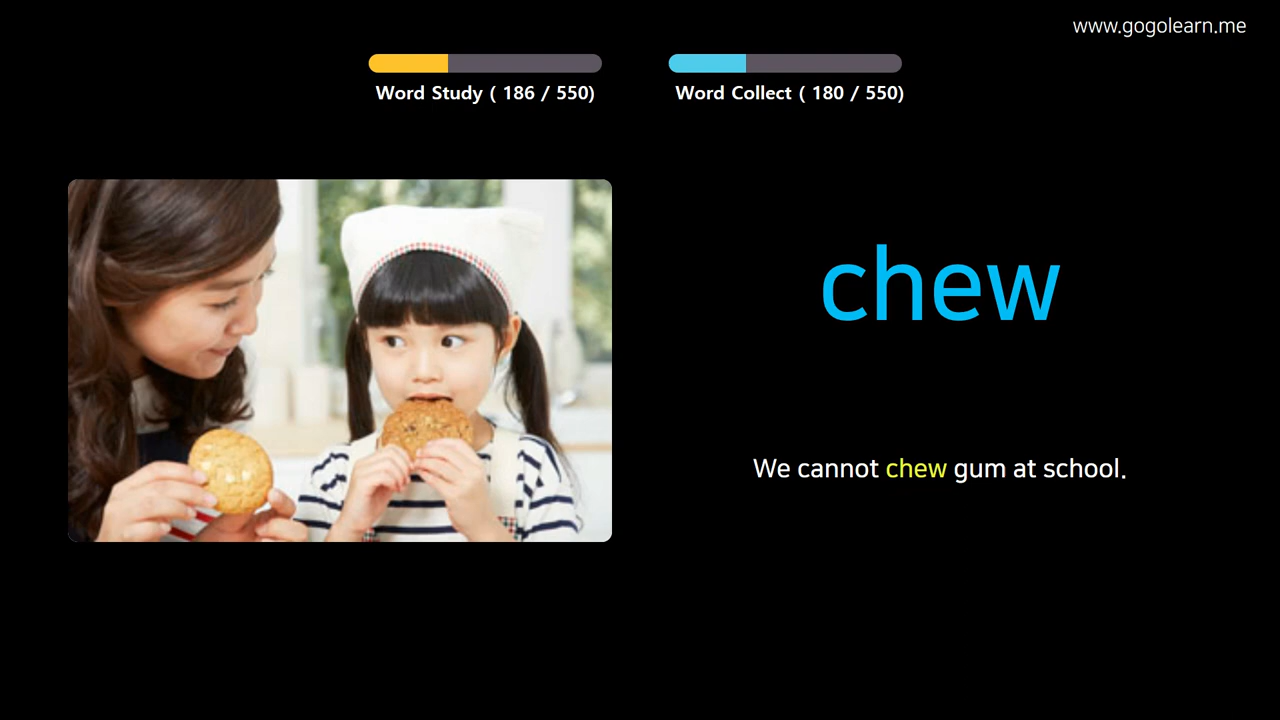 www.gogolearn.me
Word Study ( 186 / 550)
Word Collect ( 180 / 550)
chew
We cannot chew gum at school.